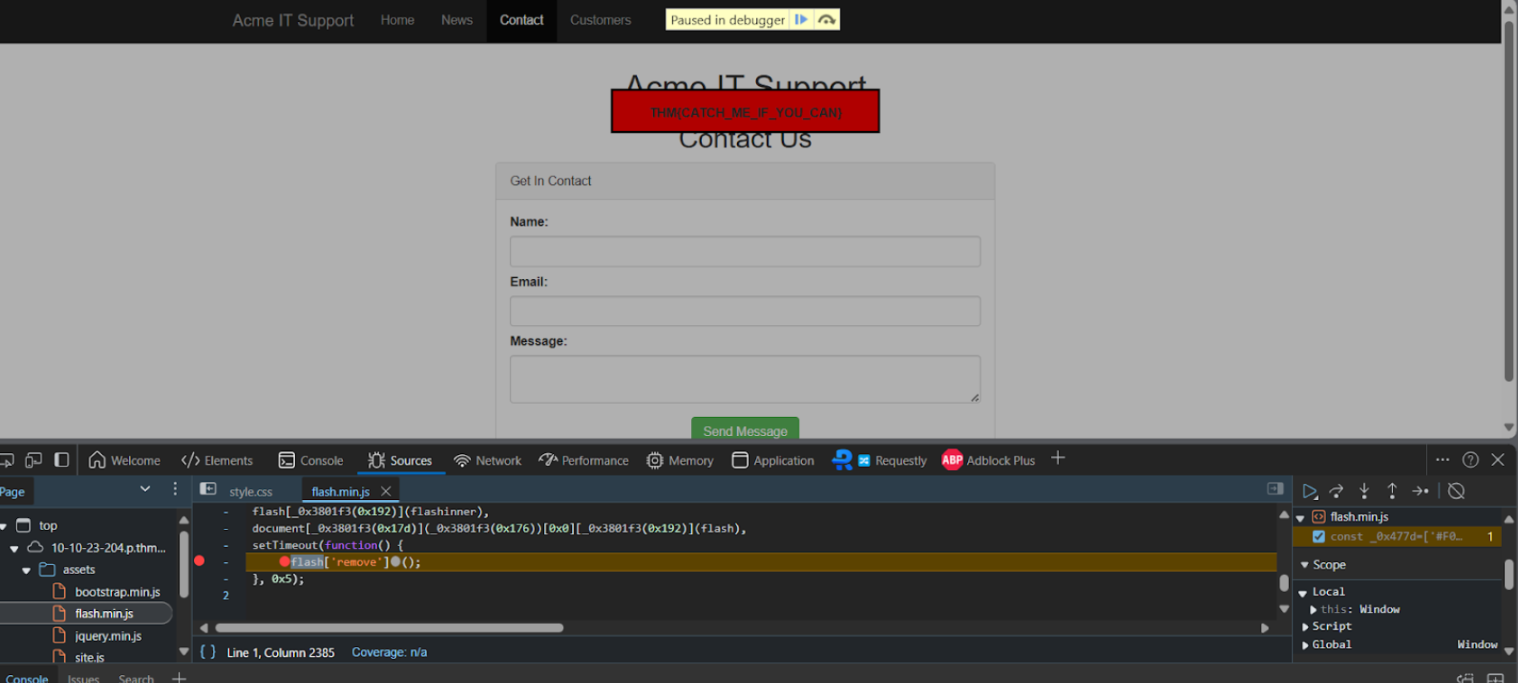 Acme IT Support Home News Contact Customers Paused in debugger
Acme IT Support
THM{CATCH_ME_IF_YOU_CAN}
Contact Us
Get In Contact
Name:
Email:
Message:
Send Message
Welcome </> Elements Console Sources Network Performance Memory Application Requestly ABP Adblock Plus
Page style.css flash.min.js
top
10-10-23-204.p.thm...
assets
bootstrap.min.js
flash.min.js
jquery.min.js
site.js
- flash[_0x3801f3(0x192)](flashinner),
- document[_0x3801f3(0x17d)](_0x3801f3(0x176))[0x0][_0x3801f3(0x192)](flash),
- setTimeout(function() {
- flash['remove']();
- }, 0x5);
2
{ } Line 1, Column 2385 Coverage: n/a
flash.min.js
const _0x477d=['#F0... 1
Scope
Local
this: Window
Script
Global Window
Console Issues Search